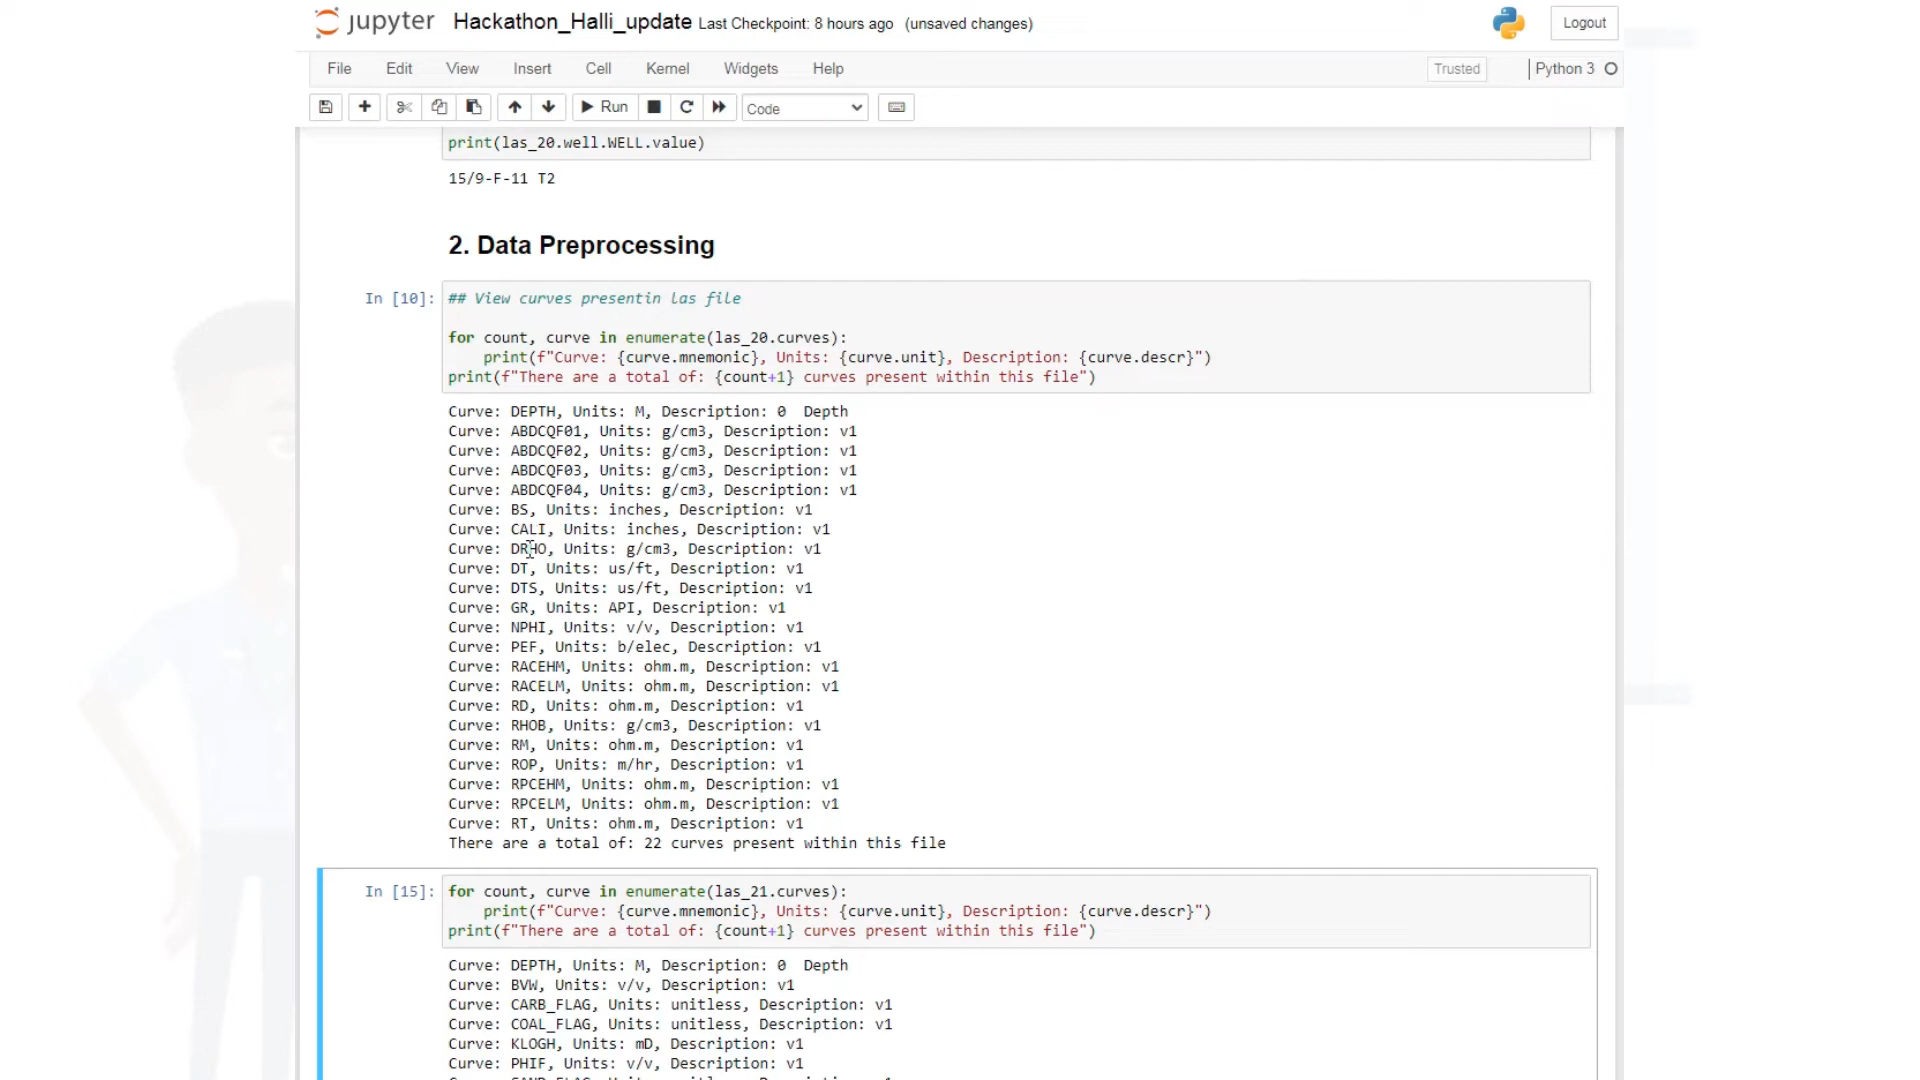 jupyter Hackathon_Halli_update Last Checkpoint: 8 hours ago (unsaved changes) Logout
File Edit View Insert Cell Kernel Widgets Help Trusted Python 3
Run Code
print(las_20.well.WELL.value)
15/9-F-11 T2
2. Data Preprocessing
In [10]: ## View curves presentin las file
for count, curve in enumerate(las_20.curves):
print(f"Curve: {curve.mnemonic}, Units: {curve.unit}, Description: {curve.descr}")
print(f"There are a total of: {count+1} curves present within this file")
Curve: DEPTH, Units: M, Description: 0 Depth
Curve: ABDCQF01, Units: g/cm3, Description: v1
Curve: ABDCQF02, Units: g/cm3, Description: v1
Curve: ABDCQF03, Units: g/cm3, Description: v1
Curve: ABDCQF04, Units: g/cm3, Description: v1
Curve: BS, Units: inches, Description: v1
Curve: CALI, Units: inches, Description: v1
Curve: DRHO, Units: g/cm3, Description: v1
Curve: DT, Units: us/ft, Description: v1
Curve: DTS, Units: us/ft, Description: v1
Curve: GR, Units: API, Description: v1
Curve: NPHI, Units: v/v, Description: v1
Curve: PEF, Units: b/elec, Description: v1
Curve: RACEHM, Units: ohm.m, Description: v1
Curve: RACELM, Units: ohm.m, Description: v1
Curve: RD, Units: ohm.m, Description: v1
Curve: RHOB, Units: g/cm3, Description: v1
Curve: RM, Units: ohm.m, Description: v1
Curve: ROP, Units: m/hr, Description: v1
Curve: RPCEHM, Units: ohm.m, Description: v1
Curve: RPCELM, Units: ohm.m, Description: v1
Curve: RT, Units: ohm.m, Description: v1
There are a total of: 22 curves present within this file
In [15]: for count, curve in enumerate(las_21.curves):
print(f"Curve: {curve.mnemonic}, Units: {curve.unit}, Description: {curve.descr}")
print(f"There are a total of: {count+1} curves present within this file")
Curve: DEPTH, Units: M, Description: 0 Depth
Curve: BVW, Units: v/v, Description: v1
Curve: CARB_FLAG, Units: unitless, Description: v1
Curve: COAL_FLAG, Units: unitless, Description: v1
Curve: KLOGH, Units: mD, Description: v1
Curve: PHIF, Units: v/v, Description: v1